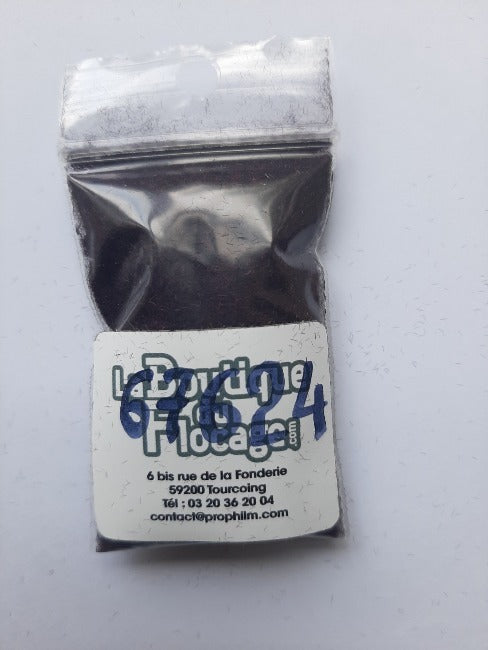 La Boutique
du
Flocage.com
67624
6 bis rue de la Fonderie
59200 Tourcoing
Tél : 03 20 36 20 04
contact@prophilm.com